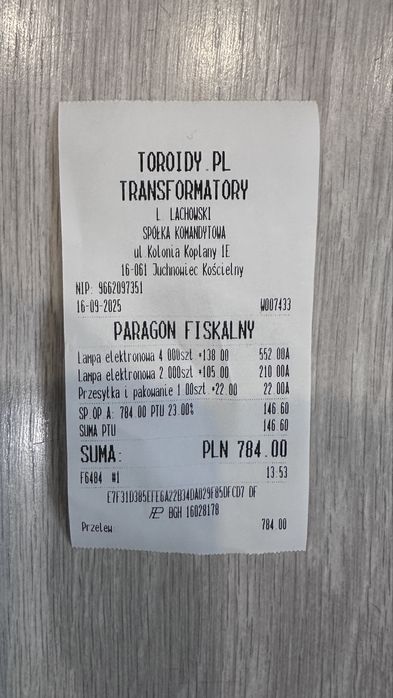 TOROIDY.PL
TRANSFORMATORY
L. LACHOWSKI
SPÓŁKA KOMANDYTOWA
ul Kolonia Koplany 1E
16-061 Juchnowiec Kościelny
NIP: 9662097351
16-09-2025 W007433
PARAGON FISKALNY
Lampa elektronowa 4 000szt *138.00 552.00A
Lampa elektronowa 2 000szt *105.00 210.00A
Przesyłka i pakowanie 1 00szt *22.00 22.00A
SP.OP.A: 784.00 PTU 23.00% 146.60
SUMA PTU 146.60
SUMA: PLN 784.00
F6484 #1 13:53
E7F31D385EFE6A22B34DA029F85DFCD7 DF
BGH 16028178
Przelew: 784.00